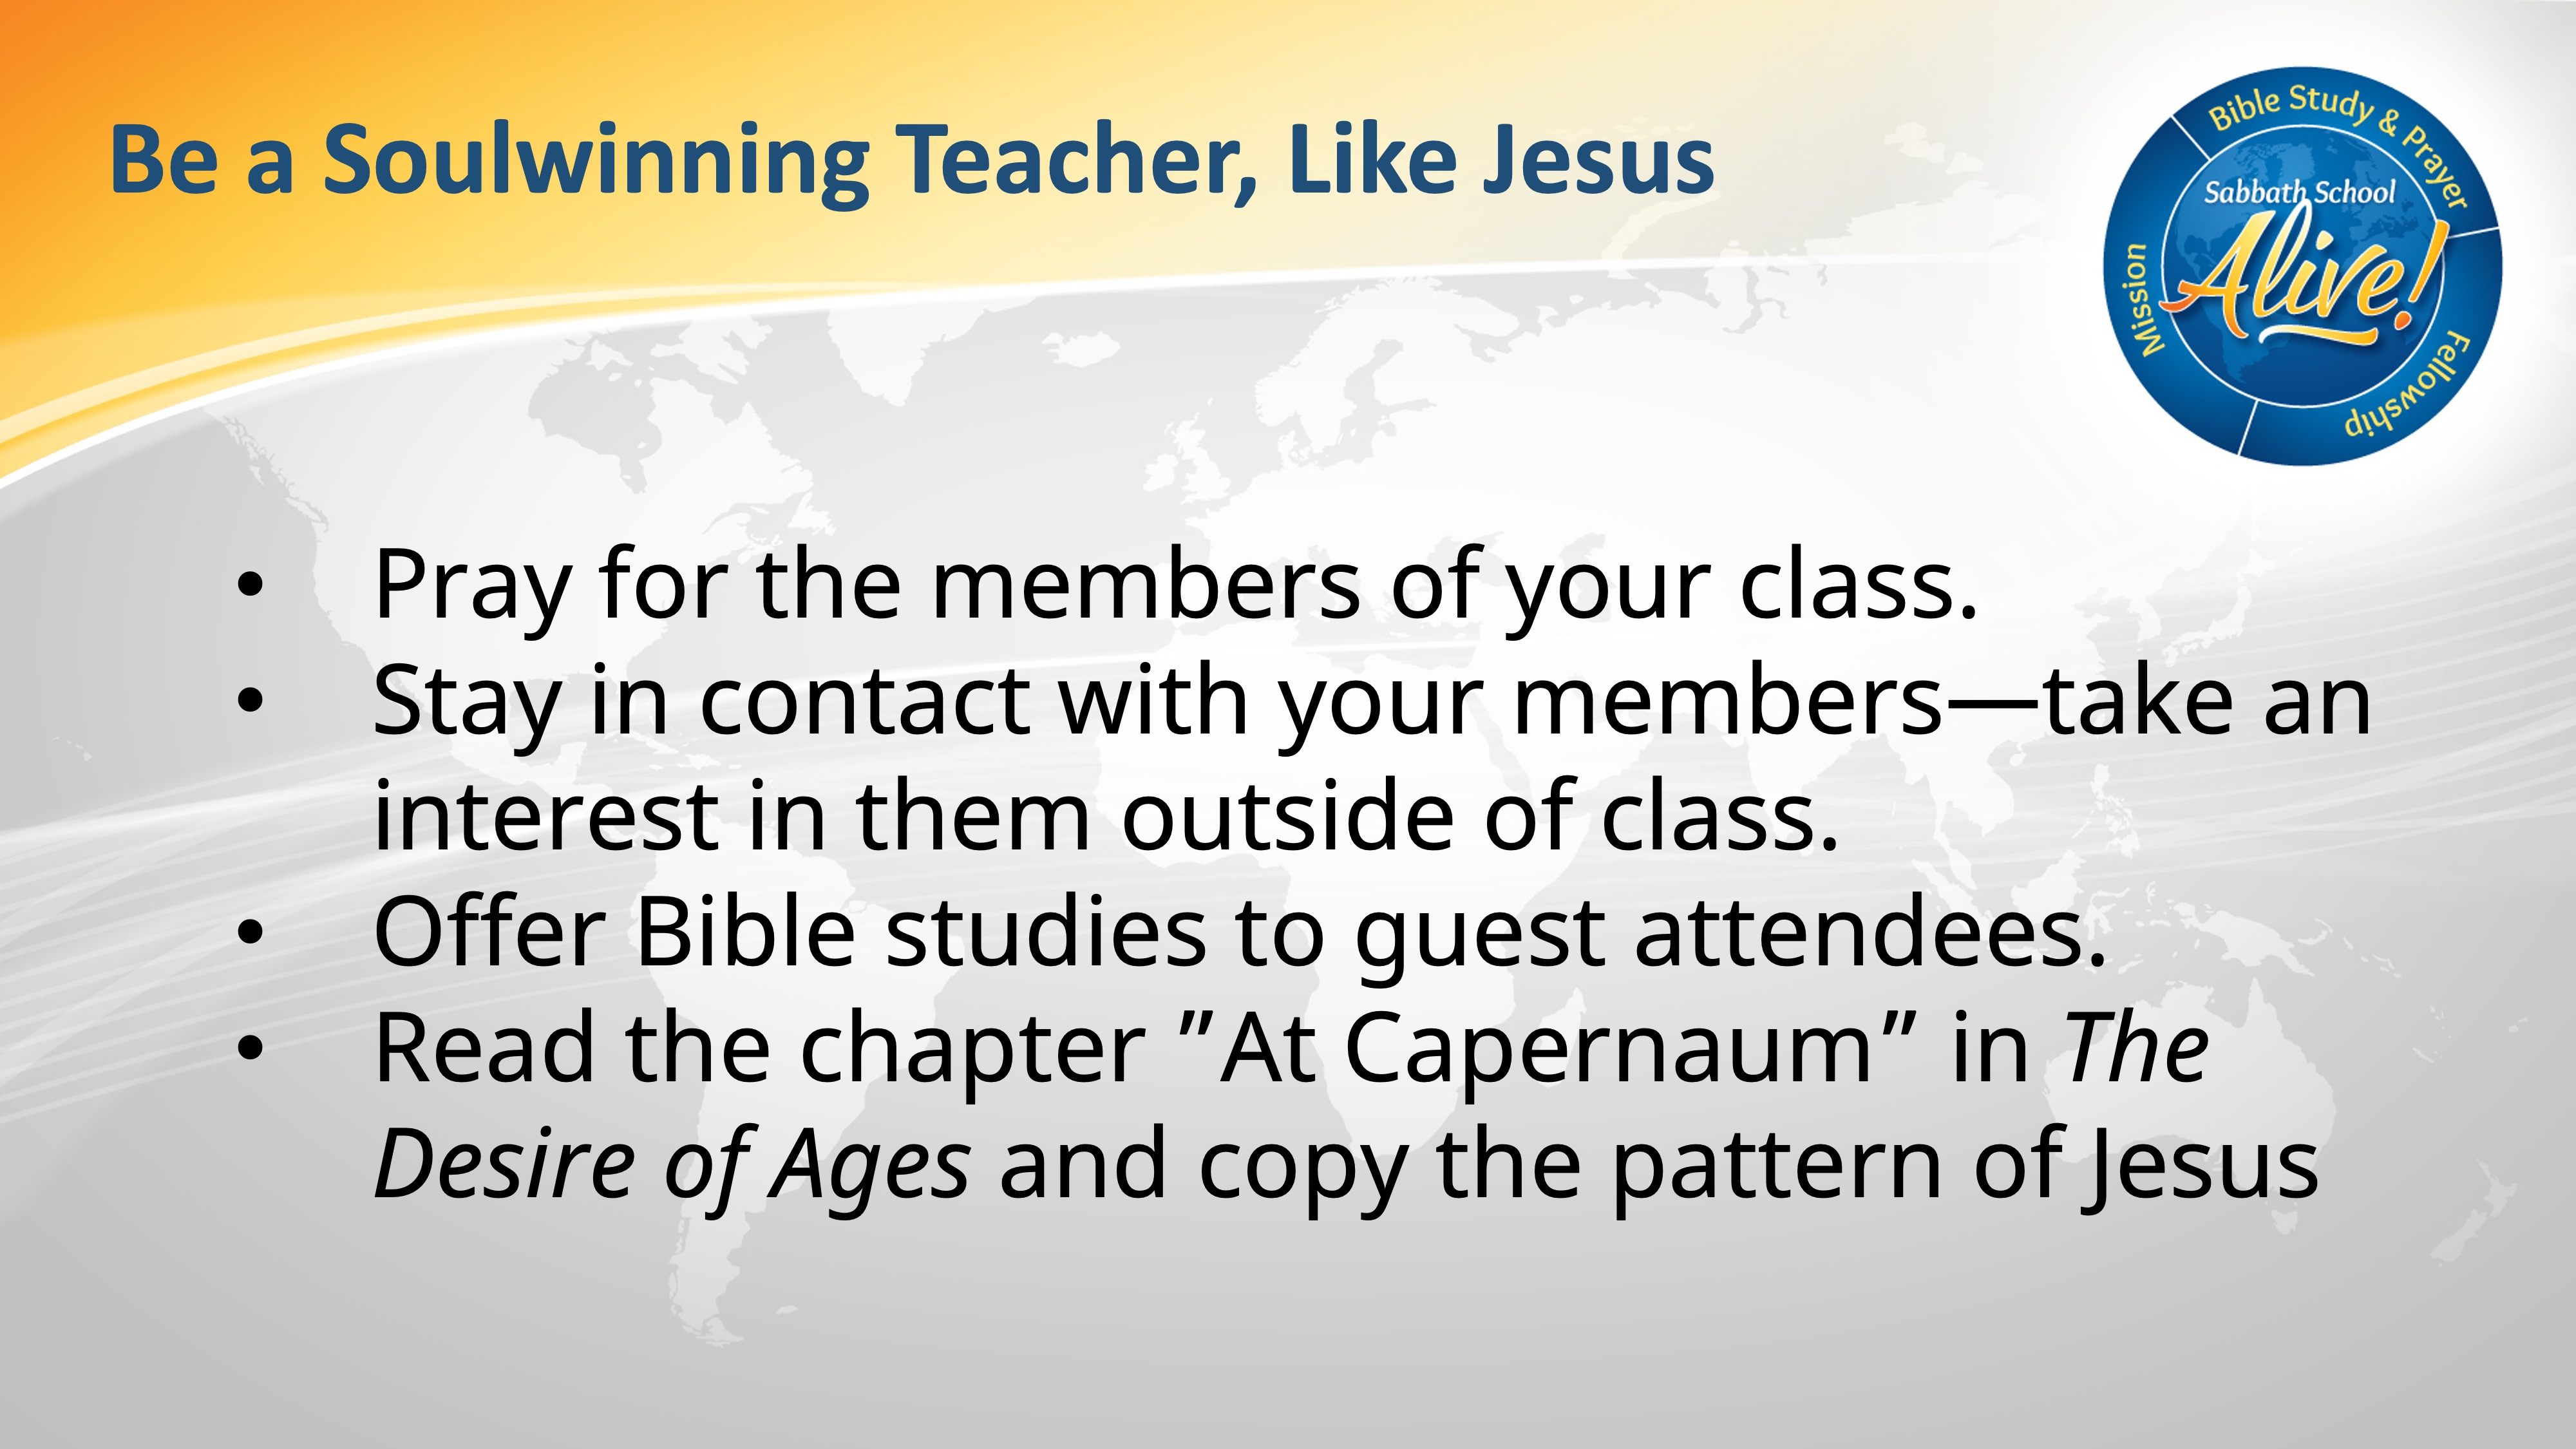 Be a Soulwinning Teacher, Like Jesus
Bible Study & Prayer
Sabbath School
Alive!
Mission
Fellowship
• Pray for the members of your class.
• Stay in contact with your members—take an
interest in them outside of class.
• Offer Bible studies to guest attendees.
• Read the chapter ”At Capernaum” in The
Desire of Ages and copy the pattern of Jesus